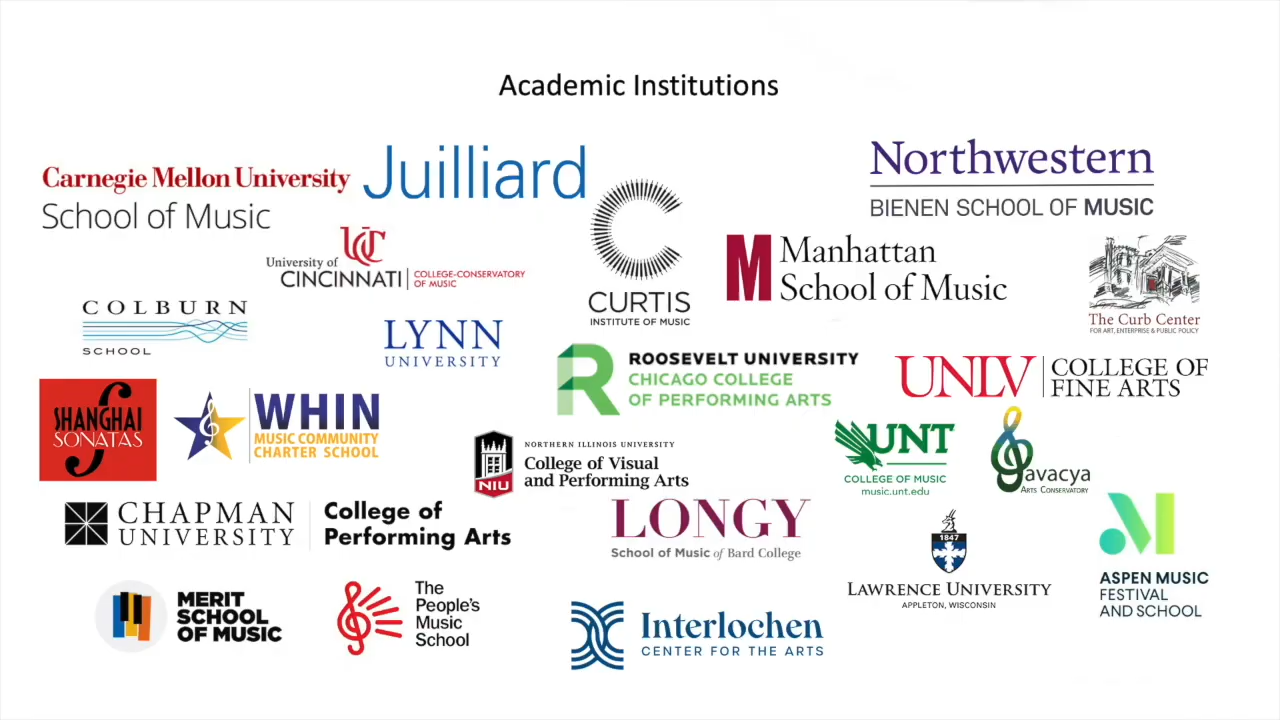 Academic Institutions
Carnegie Mellon University
School of Music
Juilliard
Northwestern
BIENEN SCHOOL OF MUSIC
UC
University of
CINCINNATI
COLLEGE-CONSERVATORY
OF MUSIC
CURTIS
INSTITUTE OF MUSIC
M
Manhattan
School of Music
The Curb Center
FOR ART, ENTERPRISE & PUBLIC POLICY
COLBURN
SCHOOL
LYNN
UNIVERSITY
R
ROOSEVELT UNIVERSITY
CHICAGO COLLEGE
OF PERFORMING ARTS
UNLV
COLLEGE OF
FINE ARTS
SHANGHAI
SONATAS
WHIN
MUSIC COMMUNITY
CHARTER SCHOOL
NIU
NORTHERN ILLINOIS UNIVERSITY
College of Visual
and Performing Arts
UNT
COLLEGE OF MUSIC
music.unt.edu
avacya
ARTS CONSERVATORY
CHAPMAN
UNIVERSITY
College of
Performing Arts
LONGY
School of Music of Bard College
1847
LAWRENCE UNIVERSITY
APPLETON, WISCONSIN
ASPEN MUSIC
FESTIVAL
AND SCHOOL
MERIT
SCHOOL
OF MUSIC
The
People's
Music
School
Interlochen
CENTER FOR THE ARTS